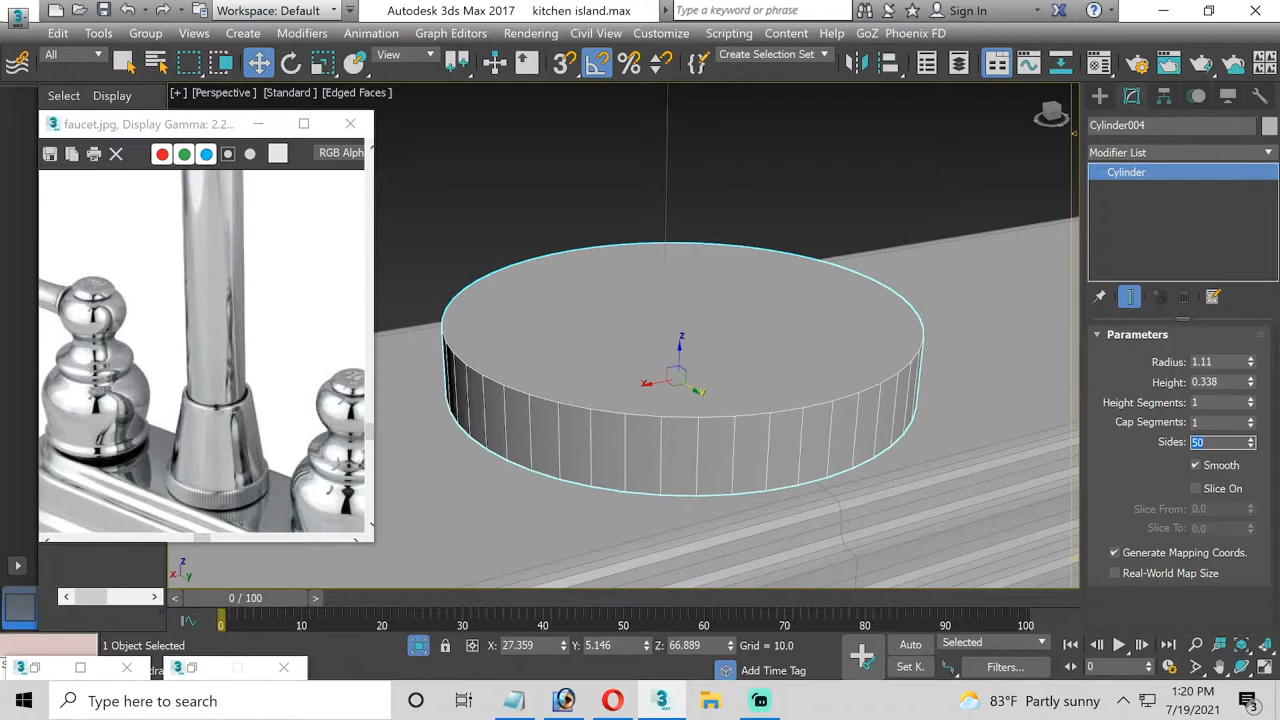 Workspace: Default
Autodesk 3ds Max 2017
kitchen island.max
Type a keyword or phrase
Sign In
Edit Tools Group Views Create Modifiers Animation Graph Editors Rendering Civil View Customize Scripting Content Help GoZ Phoenix FD
All
View
Create Selection Set
Select Display
[+] [Perspective] [Standard] [Edged Faces]
faucet.jpg, Display Gamma: 2.2...
RGB Alph
Cylinder004
Modifier List
Cylinder
Parameters
Radius: 1.11
Height: 0.338
Height Segments: 1
Cap Segments: 1
Sides: 50
Smooth
Slice On
Slice From: 0.0
Slice To: 0.0
Generate Mapping Coords.
Real-World Map Size
z
x
y
z
x y
0 / 100
0 10 20 30 40 50 60 70 80 90 100
1 Object Selected
X: 27.359 Y: 5.146 Z: 66.889 Grid = 10.0
Auto
Selected
Add Time Tag
Set K.
Filters...
0
Type here to search
83°F Partly sunny
1:20 PM
7/19/2021
3